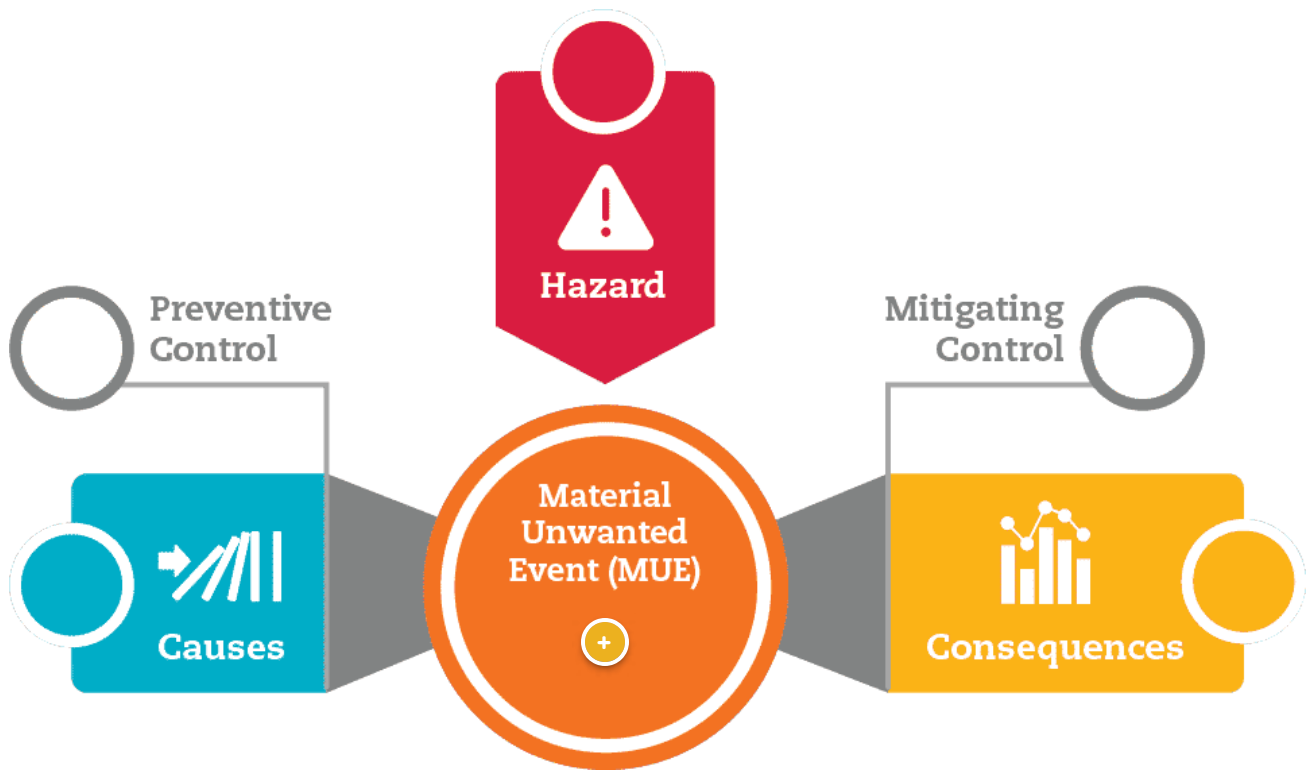 Hazard
Preventive
Control
Mitigating
Control
Material
Unwanted
Event (MUE)
+
Causes
Consequences